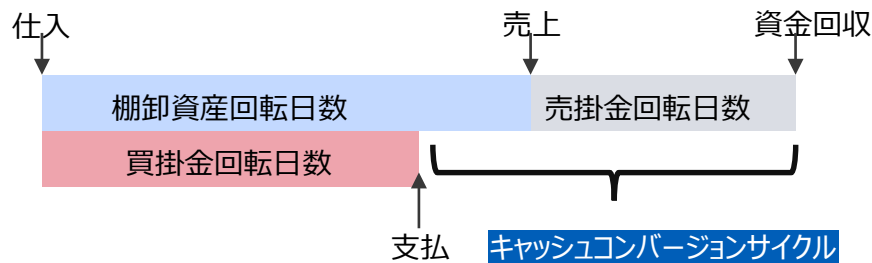 仕入
売上
資金回収
棚卸資産回転日数
売掛金回転日数
買掛金回転日数
支払
キャッシュコンバージョンサイクル